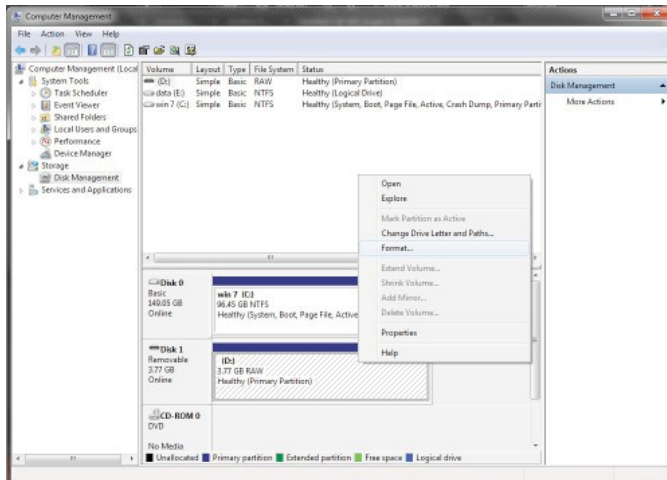 Computer Management
File Action View Help
Computer Management (Local
System Tools
Task Scheduler
Event Viewer
Shared Folders
Local Users and Groups
Performance
Device Manager
Storage
Disk Management
Services and Applications
Volume Layout Type File System Status
(D:) Simple Basic RAW Healthy (Primary Partition)
data (E:) Simple Basic NTFS Healthy (Logical Drive)
win 7 (C:) Simple Basic NTFS Healthy (System, Boot, Page File, Active, Crash Dump, Primary Parti
Actions
Disk Management
More Actions
Open
Explore
Mark Partition as Active
Change Drive Letter and Paths...
Format...
Extend Volume...
Shrink Volume...
Add Mirror...
Delete Volume...
Properties
Help
Disk 0
Basic
149.05 GB
Online
win 7 (C:)
96.45 GB NTFS
Healthy (System, Boot, Page File, Active
Disk 1
Removable
3.77 GB
Online
(D:)
3.77 GB RAW
Healthy (Primary Partition)
CD-ROM 0
DVD
No Media
Unallocated Primary partition Extended partition Free space Logical drive